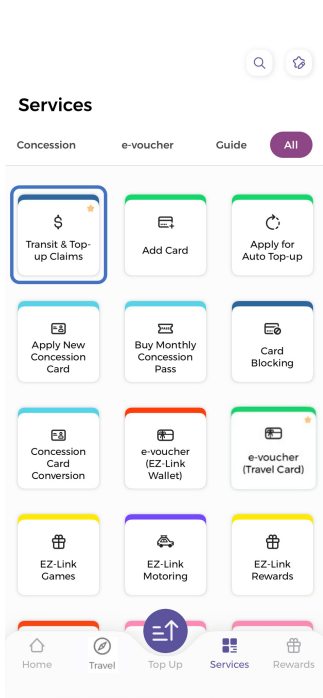 Services
Concession e-voucher Guide All
Transit & Top-
up Claims
Add Card
Apply for
Auto Top-up
Apply New
Concession
Card
Buy Monthly
Concession
Pass
Card
Blocking
Concession
Card
Conversion
e-voucher
(EZ-Link
Wallet)
e-voucher
(Travel Card)
EZ-Link
Games
EZ-Link
Motoring
EZ-Link
Rewards
Home Travel Top Up Services Rewards